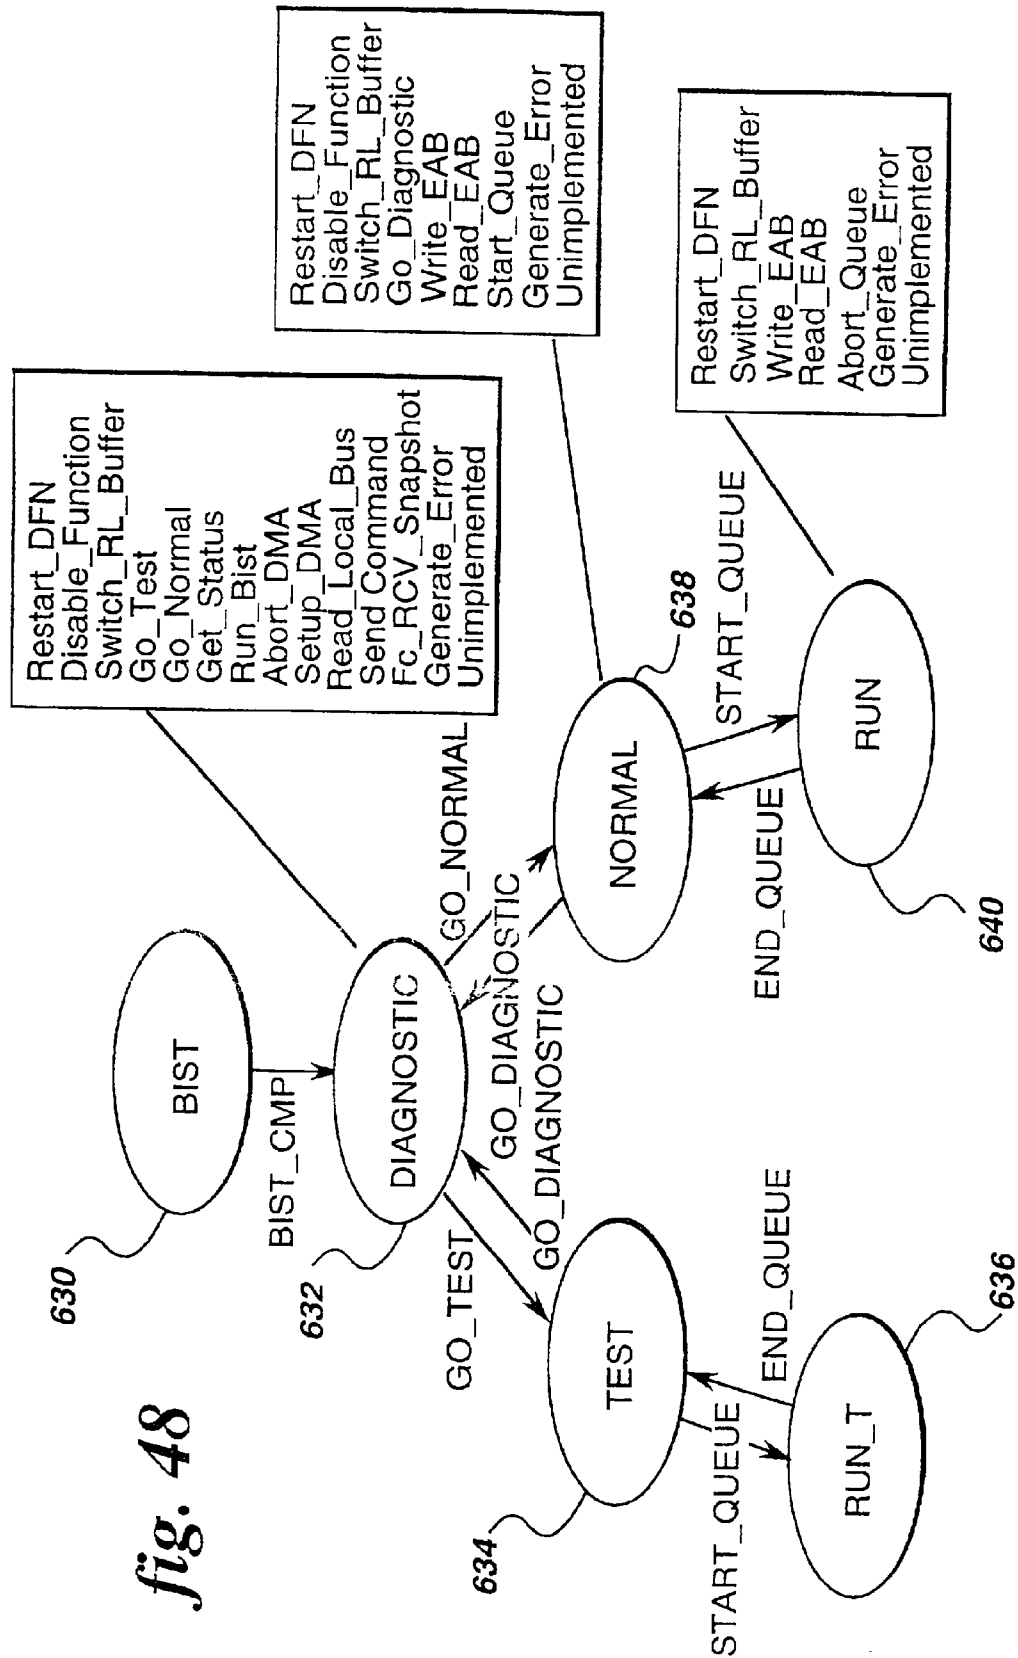 fig. 48
630
BIST
BIST_CMP
632
DIAGNOSTIC
Restart_DFN
Disable_Function
Switch_RL_Buffer
Go_Test
Go_Normal
Get_Status
Run_Bist
Abort_DMA
Setup_DMA
Read_Local_Bus
Send Command
Fc_RCV_Snapshot
Generate_Error
Unimplemented
GO_TEST
GO_DIAGNOSTIC
GO_DIAGNOSTIC
GO_NORMAL
634
TEST
NORMAL
638
Restart_DFN
Disable_Function
Switch_RL_Buffer
Go_Diagnostic
Write_EAB
Read_EAB
Start_Queue
Generate_Error
Unimplemented
START_QUEUE
END_QUEUE
END_QUEUE
START_QUEUE
RUN_T
636
RUN
640
Restart_DFN
Switch_RL_Buffer
Write_EAB
Read_EAB
Abort_Queue
Generate_Error
Unimplemented